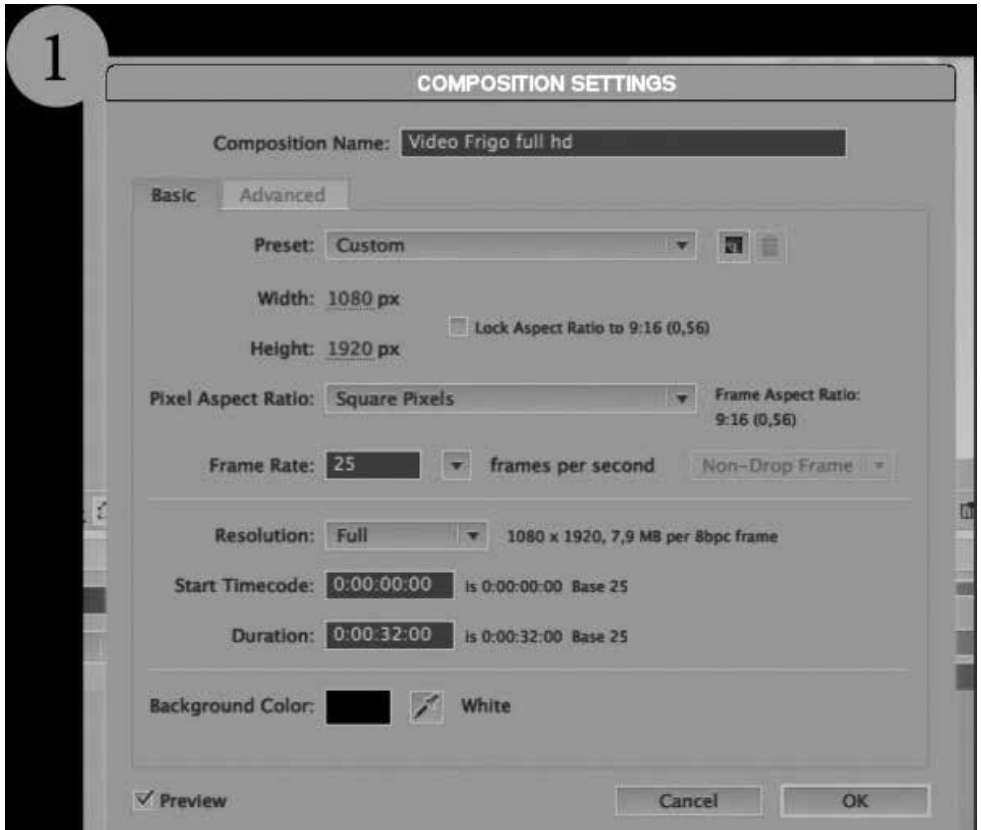 1
COMPOSITION SETTINGS
Composition Name: Video Frigo full hd
Basic Advanced
Preset: Custom
Width: 1080 px
Lock Aspect Ratio to 9:16 (0,56)
Height: 1920 px
Pixel Aspect Ratio: Square Pixels Frame Aspect Ratio:
9:16 (0,56)
Frame Rate: 25 frames per second Non-Drop Frame
Resolution: Full 1080 x 1920, 7,9 MB per 8bpc frame
Start Timecode: 0:00:00:00 is 0:00:00:00 Base 25
Duration: 0:00:32:00 is 0:00:32:00 Base 25
Background Color: White
Preview Cancel OK